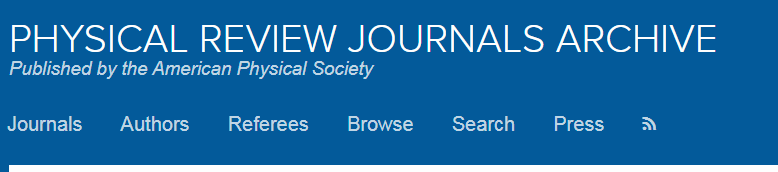 PHYSICAL REVIEW JOURNALS ARCHIVE
Published by the American Physical Society
Journals Authors Referees Browse Search Press